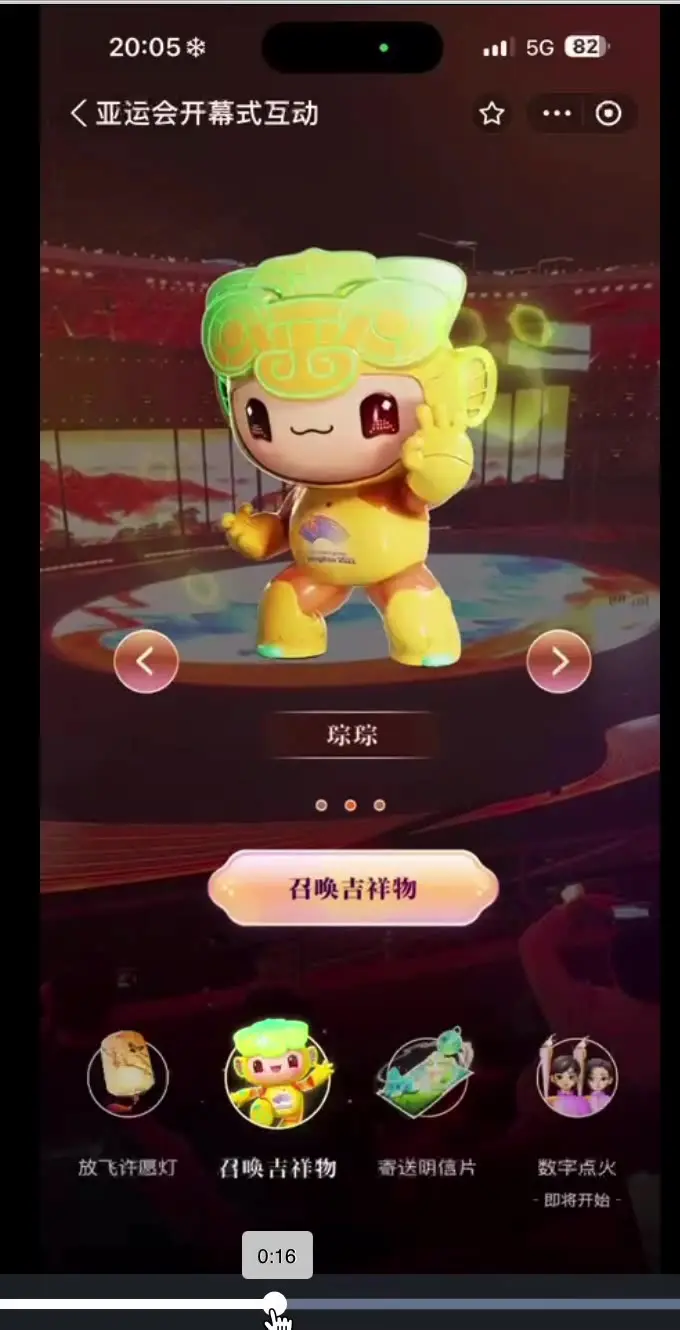 20:05
5G 82
亚运会开幕式互动
琮琮
召唤吉祥物
放飞许愿灯
召唤吉祥物
寄送明信片
数字点火
- 即将开始 -
0:16